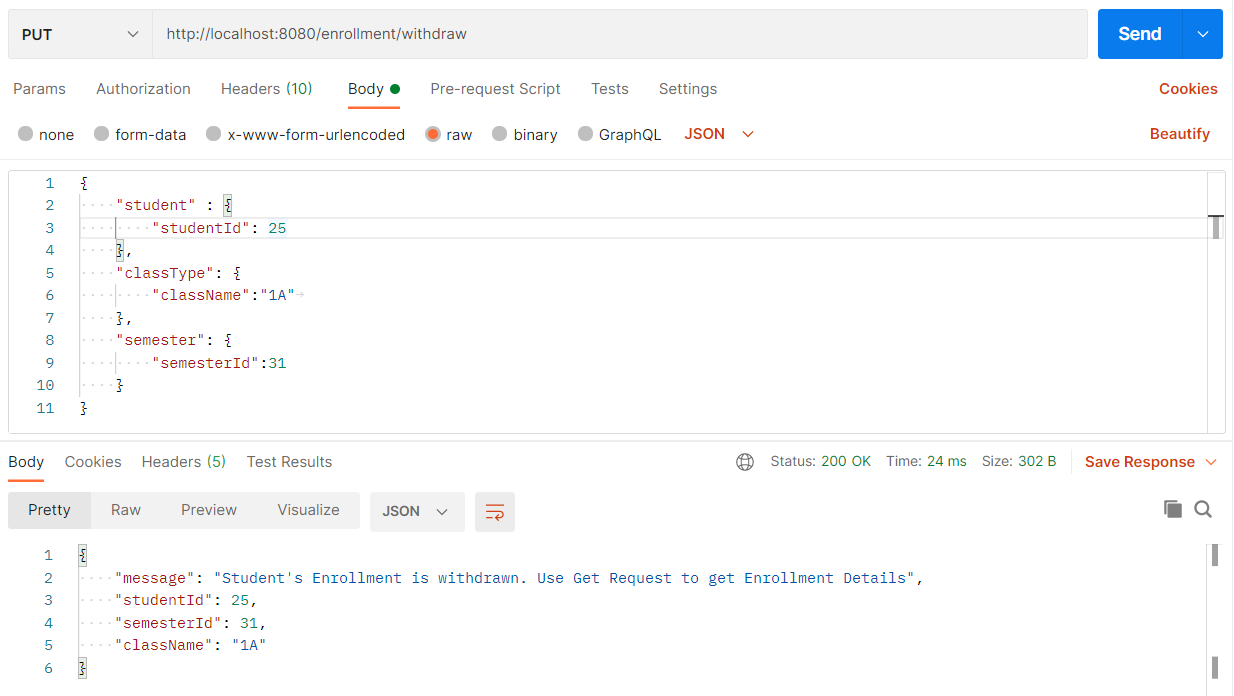 PUT http://localhost:8080/enrollment/withdraw Send
Params Authorization Headers (10) Body Pre-request Script Tests Settings Cookies
none form-data x-www-form-urlencoded raw binary GraphQL JSON Beautify
1 {
2 "student" : {
3 "studentId": 25
4 },
5 "classType": {
6 "className":"1A"
7 },
8 "semester": {
9 "semesterId":31
10 }
11 }
Body Cookies Headers (5) Test Results Status: 200 OK Time: 24 ms Size: 302 B Save Response
Pretty Raw Preview Visualize JSON
1 {
2 "message": "Student's Enrollment is withdrawn. Use Get Request to get Enrollment Details",
3 "studentId": 25,
4 "semesterId": 31,
5 "className": "1A"
6 }